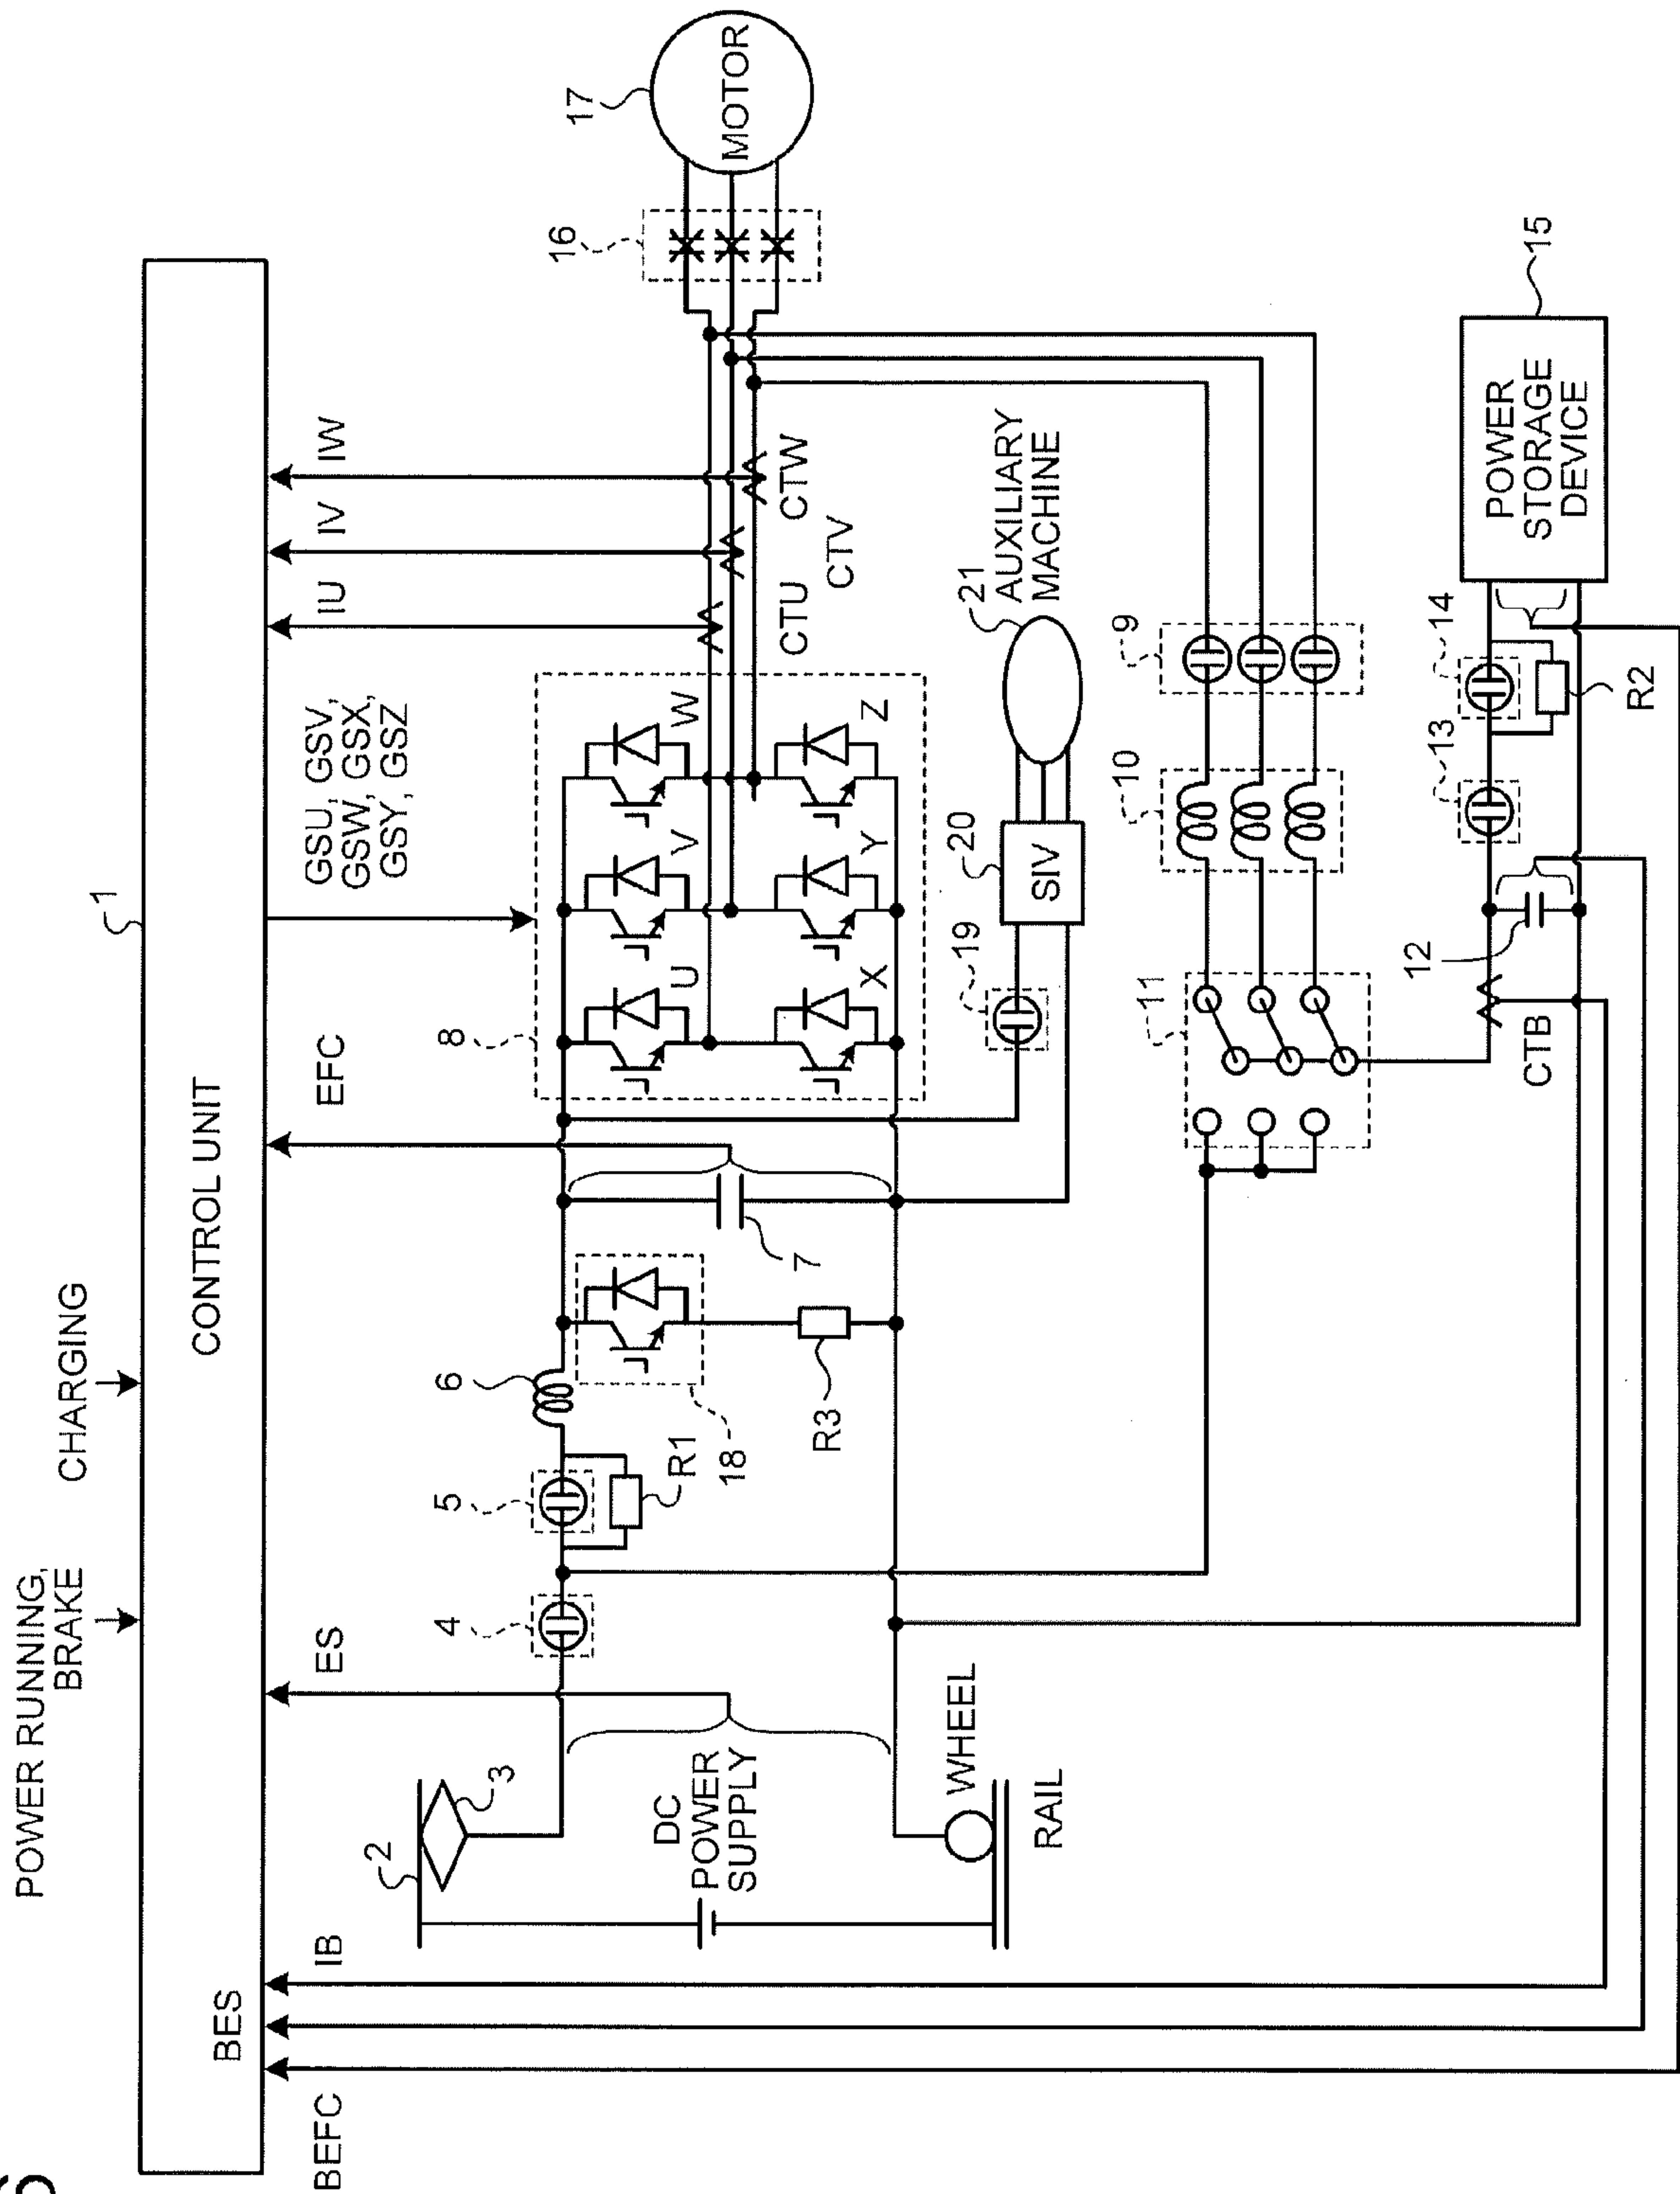 POWER RUNNING,
BRAKE
CHARGING
1
CONTROL UNIT
BES
BEFC
IB
ES
EFC
GSU, GSV,
GSW, GSX,
GSY, GSZ
IU
IV
IW
2
3
4
5
R1
6
18
R3
7
8
U
V
W
X
Y
Z
CTU
CTV
CTW
16
17
MOTOR
DC
POWER
SUPPLY
WHEEL
RAIL
19
20
SIV
21
AUXILIARY
MACHINE
11
10
9
CTB
12
13
14
R2
15
POWER
STORAGE
DEVICE